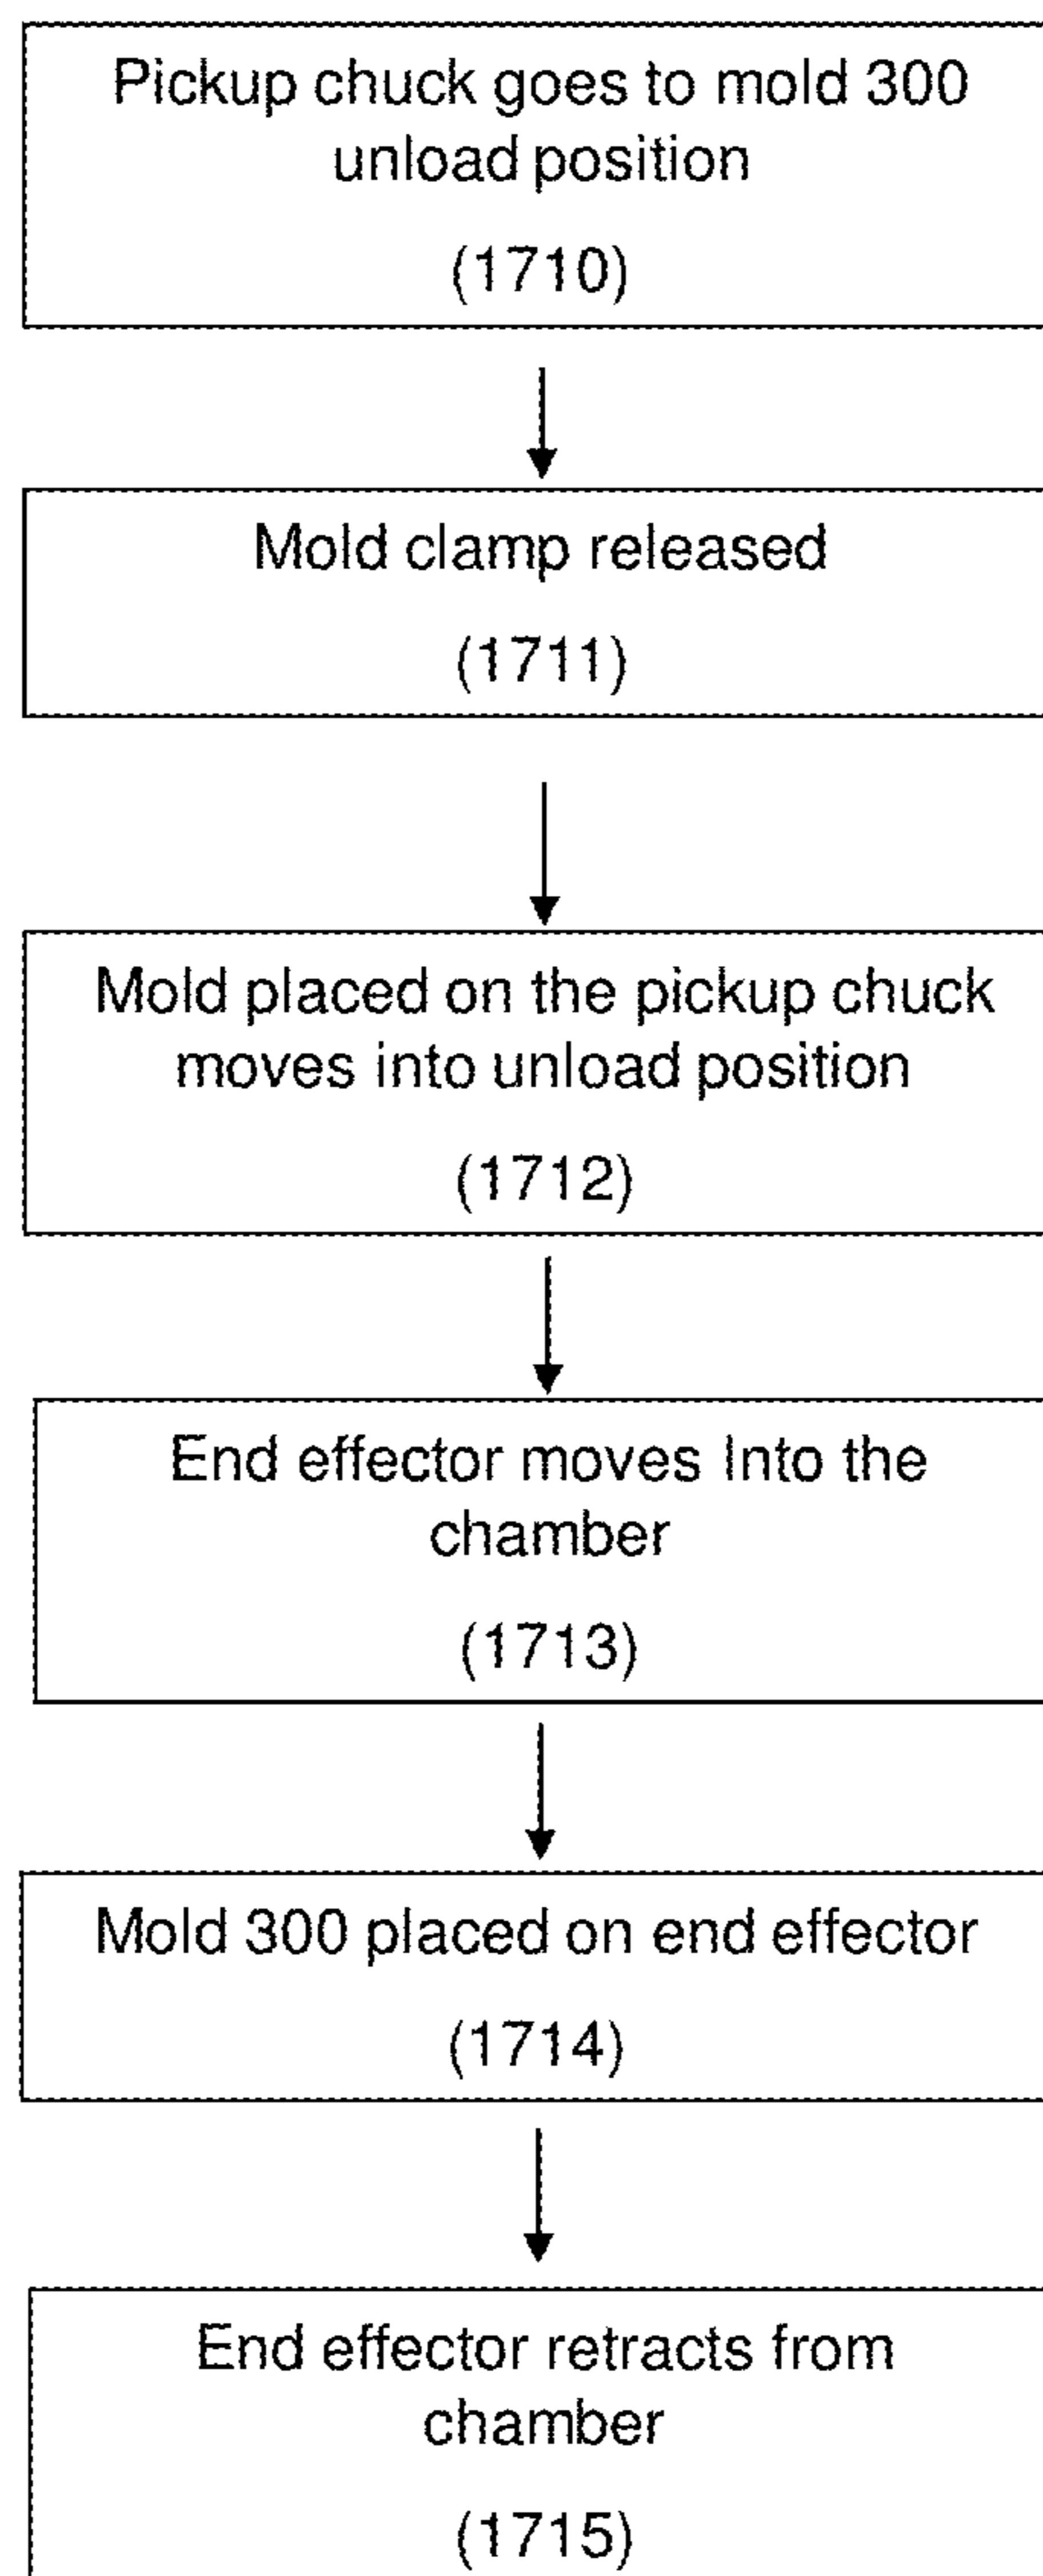 Pickup chuck goes to mold 300
unload position
(1710)
Mold clamp released
(1711)
Mold placed on the pickup chuck
moves into unload position
(1712)
End effector moves Into the
chamber
(1713)
Mold 300 placed on end effector
(1714)
End effector retracts from
chamber
(1715)